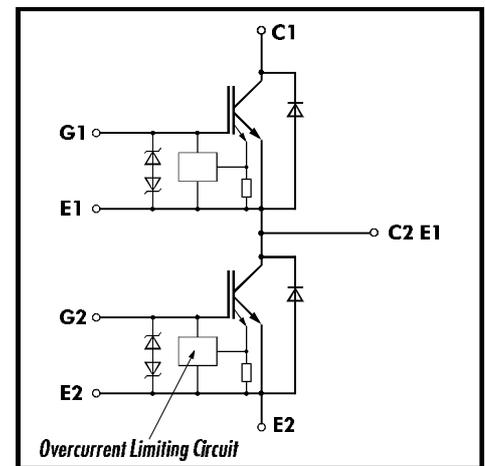 C1
G1
E1
C2 E1
G2
E2
E2
Overcurrent Limiting Circuit